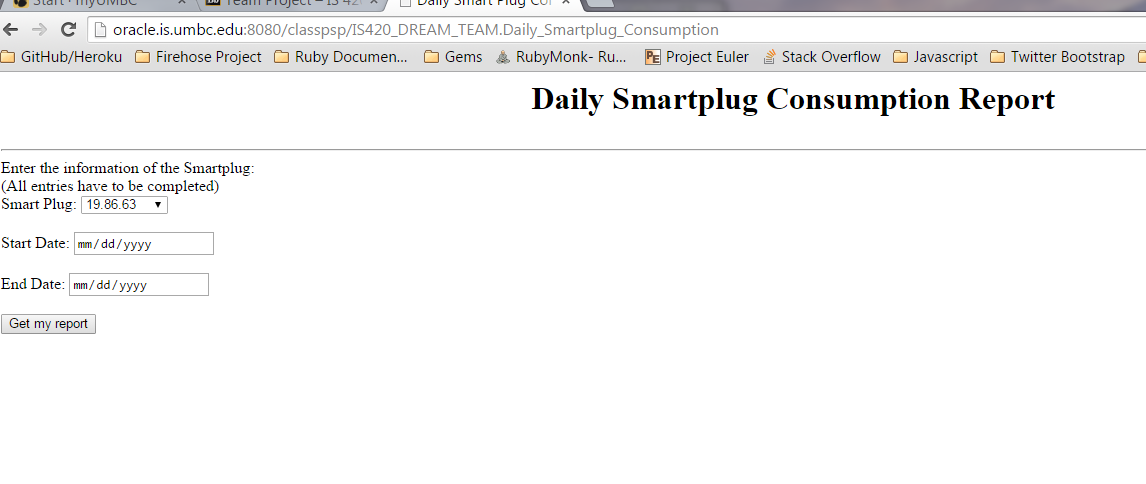 Start · myUMBC
Team Project – IS 42
Daily Smart Plug Con
oracle.is.umbc.edu:8080/classpsp/IS420_DREAM_TEAM.Daily_Smartplug_Consumption
GitHub/Heroku Firehose Project Ruby Documen... Gems RubyMonk- Ru... PE Project Euler Stack Overflow Javascript Twitter Bootstrap
Daily Smartplug Consumption Report
Enter the information of the Smartplug:
(All entries have to be completed)
Smart Plug: 19.86.63
Start Date: mm/dd/yyyy
End Date: mm/dd/yyyy
Get my report